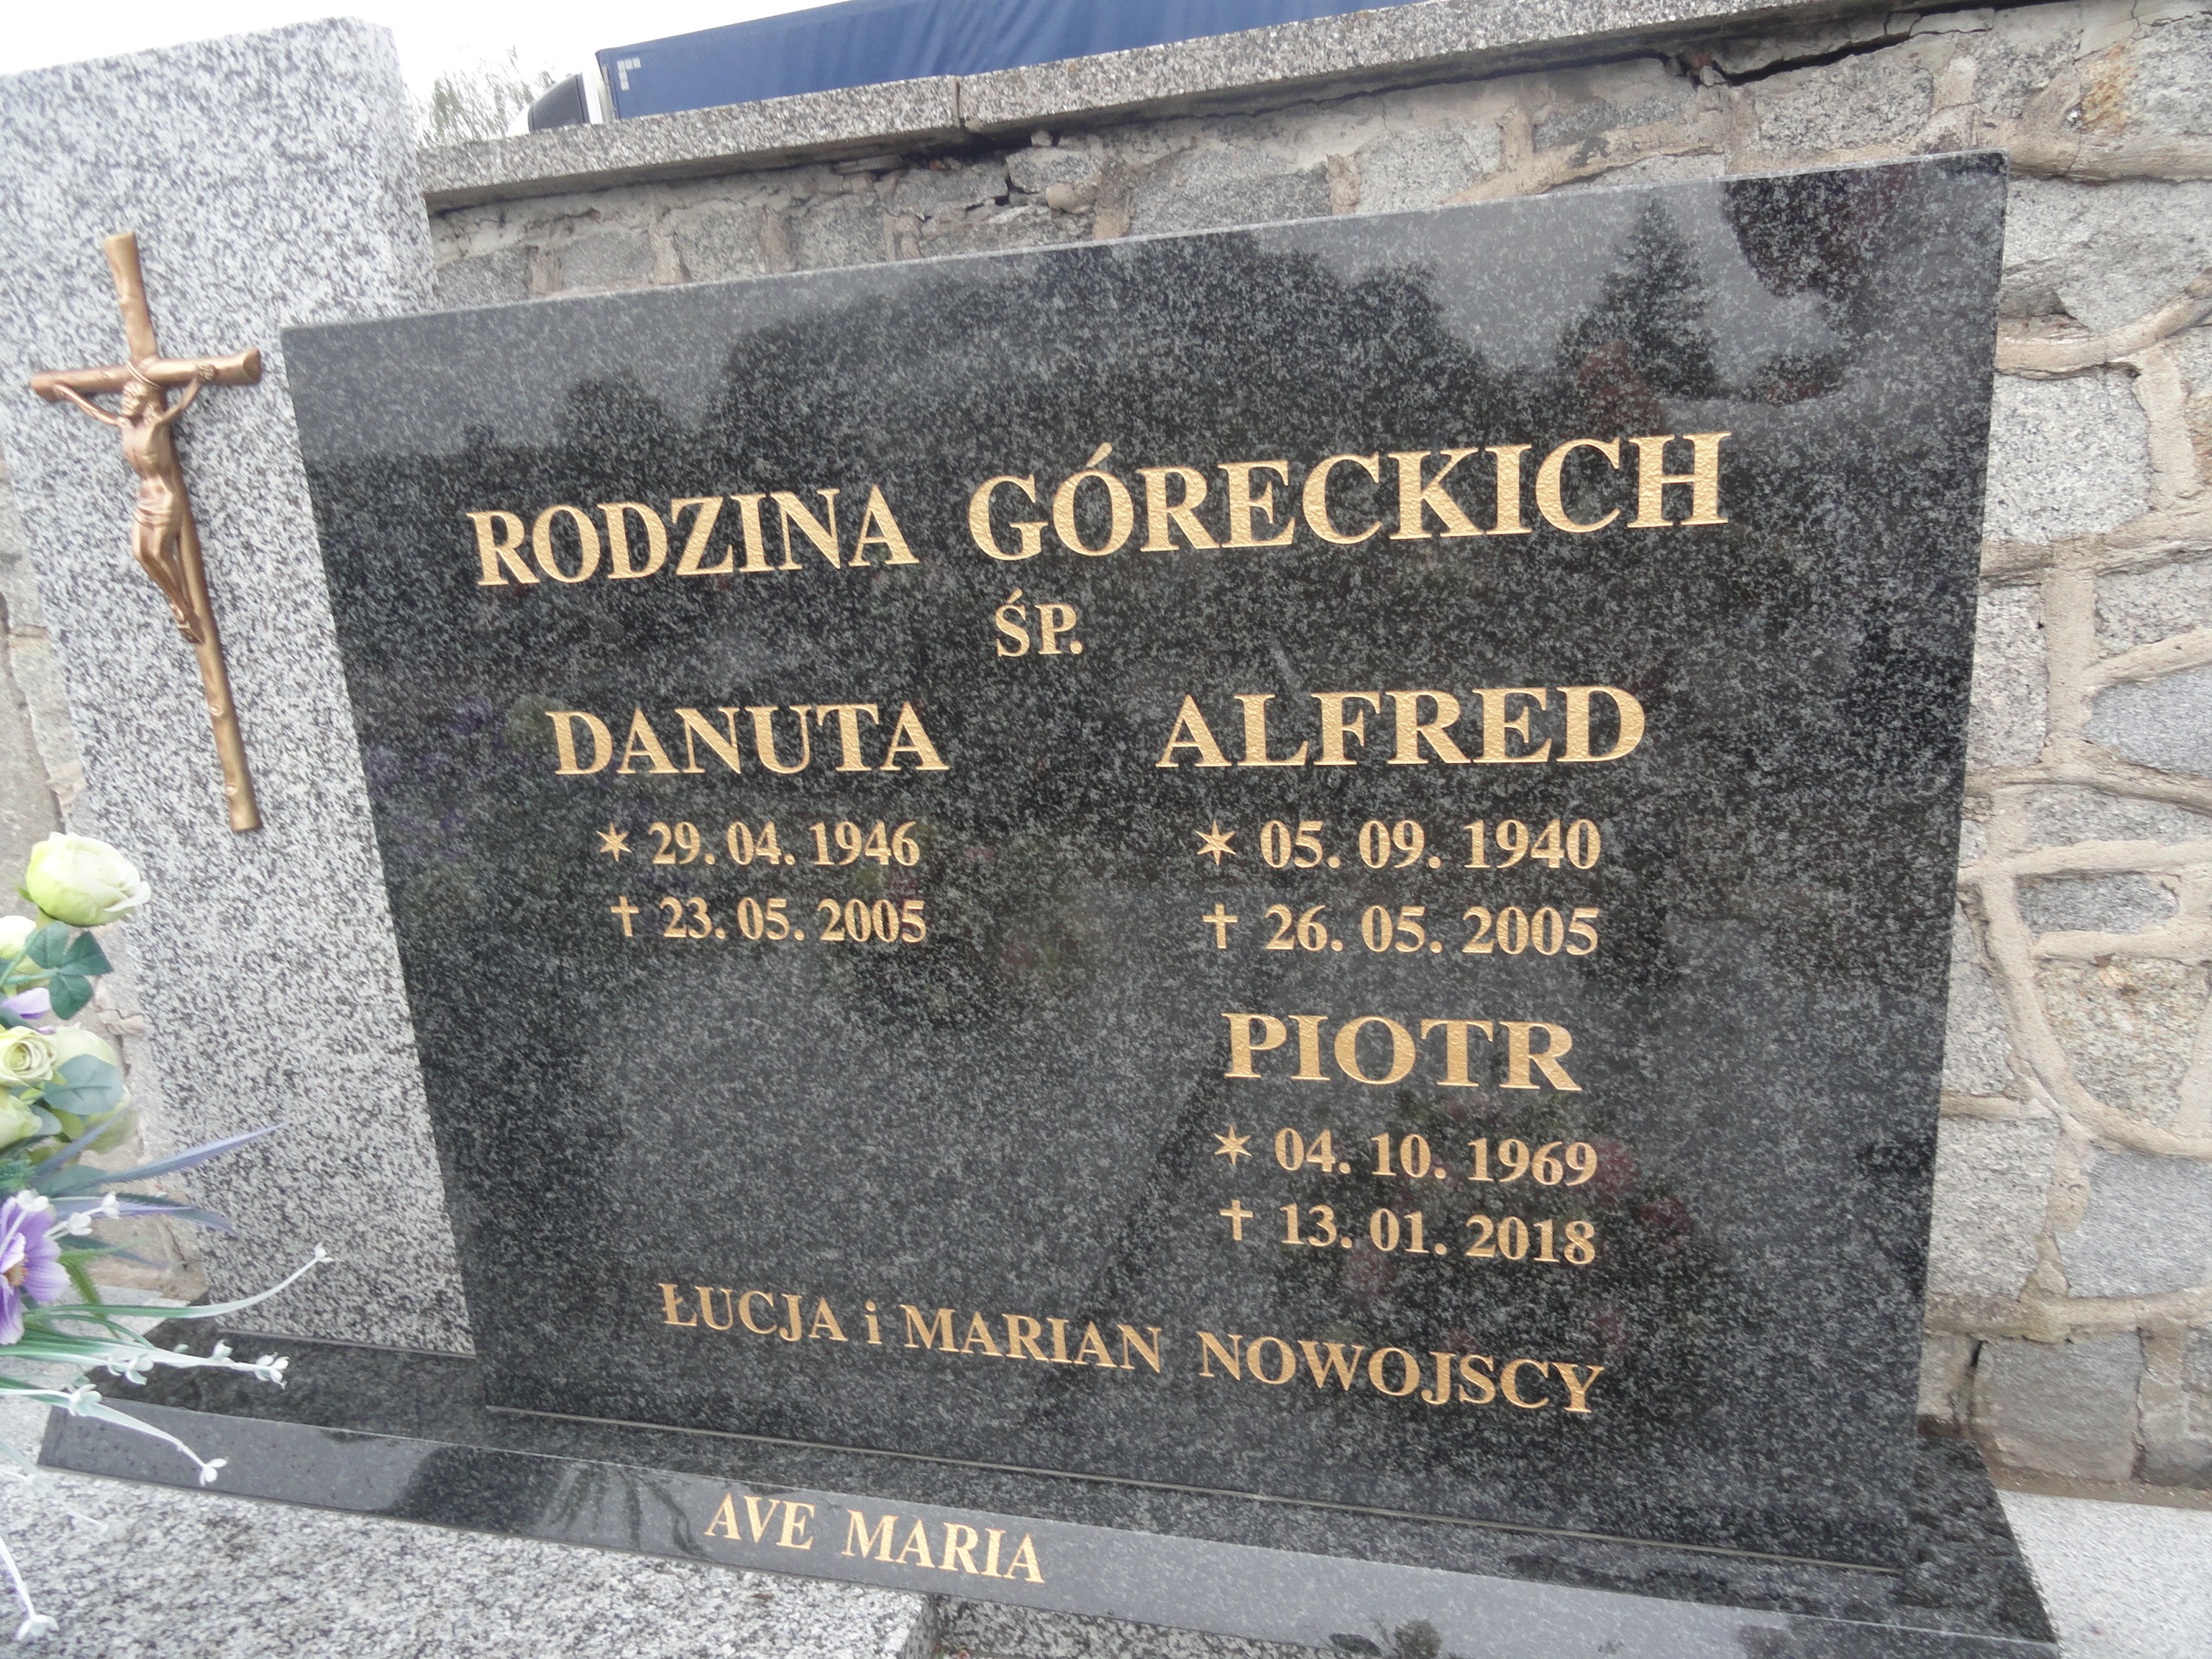 RODZINA GÓRECKICH
ŚP.
DANUTA ALFRED
* 29. 04. 1946 * 05. 09. 1940
† 23. 05. 2005 † 26. 05. 2005
PIOTR
* 04. 10. 1969
† 13. 01. 2018
ŁUCJA i MARIAN NOWOJSCY
AVE MARIA